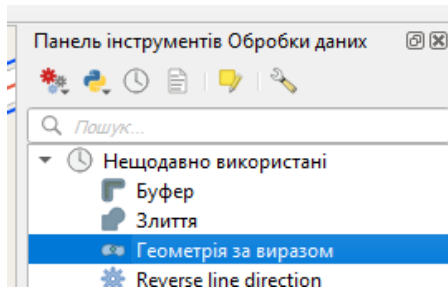 Панель інструментів Обробки даних
Пошук...
Нещодавно використані
Буфер
Злиття
Геометрія за виразом
Reverse line direction